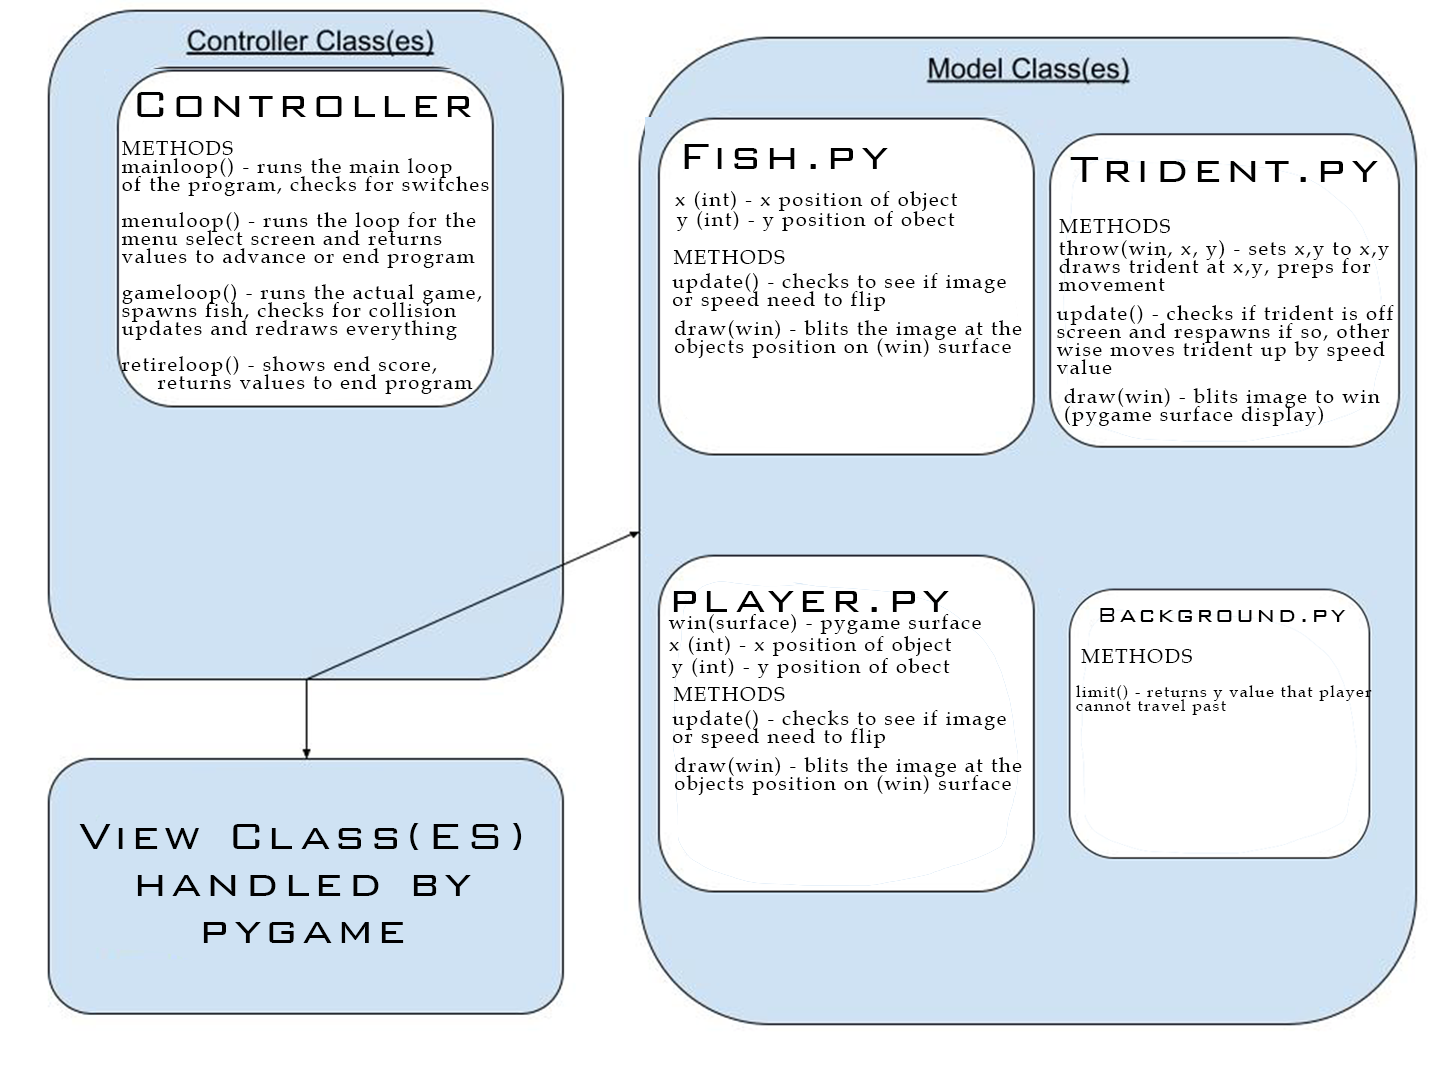 Controller Class(es)
CONTROLLER
METHODS
mainloop() - runs the main loop
of the program, checks for switches
menuloop() - runs the loop for the
menu select screen and returns
values to advance or end program
gameloop() - runs the actual game,
spawns fish, checks for collision
updates and redraws everything
retireloop() - shows end score,
returns values to end program
View Class(ES)
handled by
pygame
Model Class(es)
Fish.py
x (int) - x position of object
y (int) - y position of obect
METHODS
update() - checks to see if image
or speed need to flip
draw(win) - blits the image at the
objects position on (win) surface
Trident.py
METHODS
throw(win, x, y) - sets x,y to x,y
draws trident at x,y, preps for
movement
update() - checks if trident is off
screen and respawns if so, other
wise moves trident up by speed
value
draw(win) - blits image to win
(pygame surface display)
player.py
win(surface) - pygame surface
x (int) - x position of object
y (int) - y position of obect
METHODS
update() - checks to see if image
or speed need to flip
draw(win) - blits the image at the
objects position on (win) surface
Background.py
METHODS
limit() - returns y value that player
cannot travel past